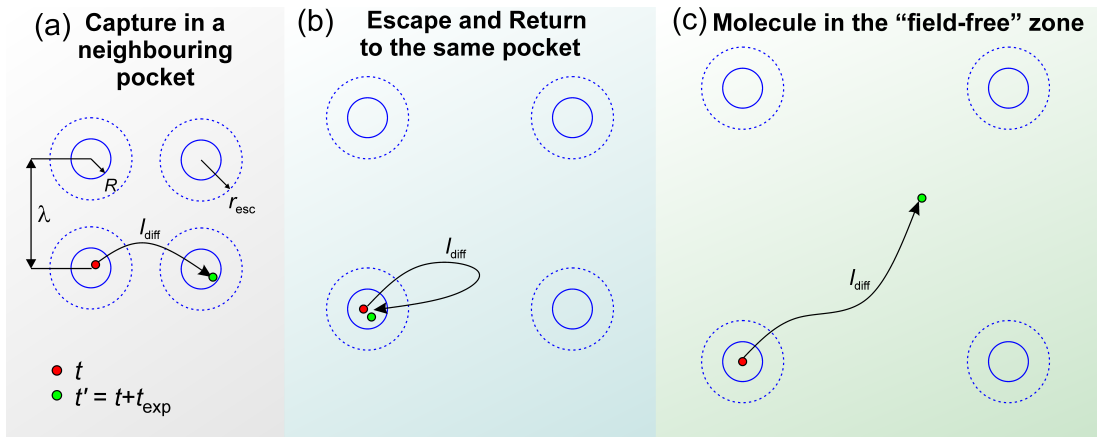 (a) Capture in a
neighbouring
pocket
R
r_esc
λ
l_diff
t
t' = t+t_exp
(b) Escape and Return
to the same pocket
l_diff
(c) Molecule in the “field-free” zone
l_diff